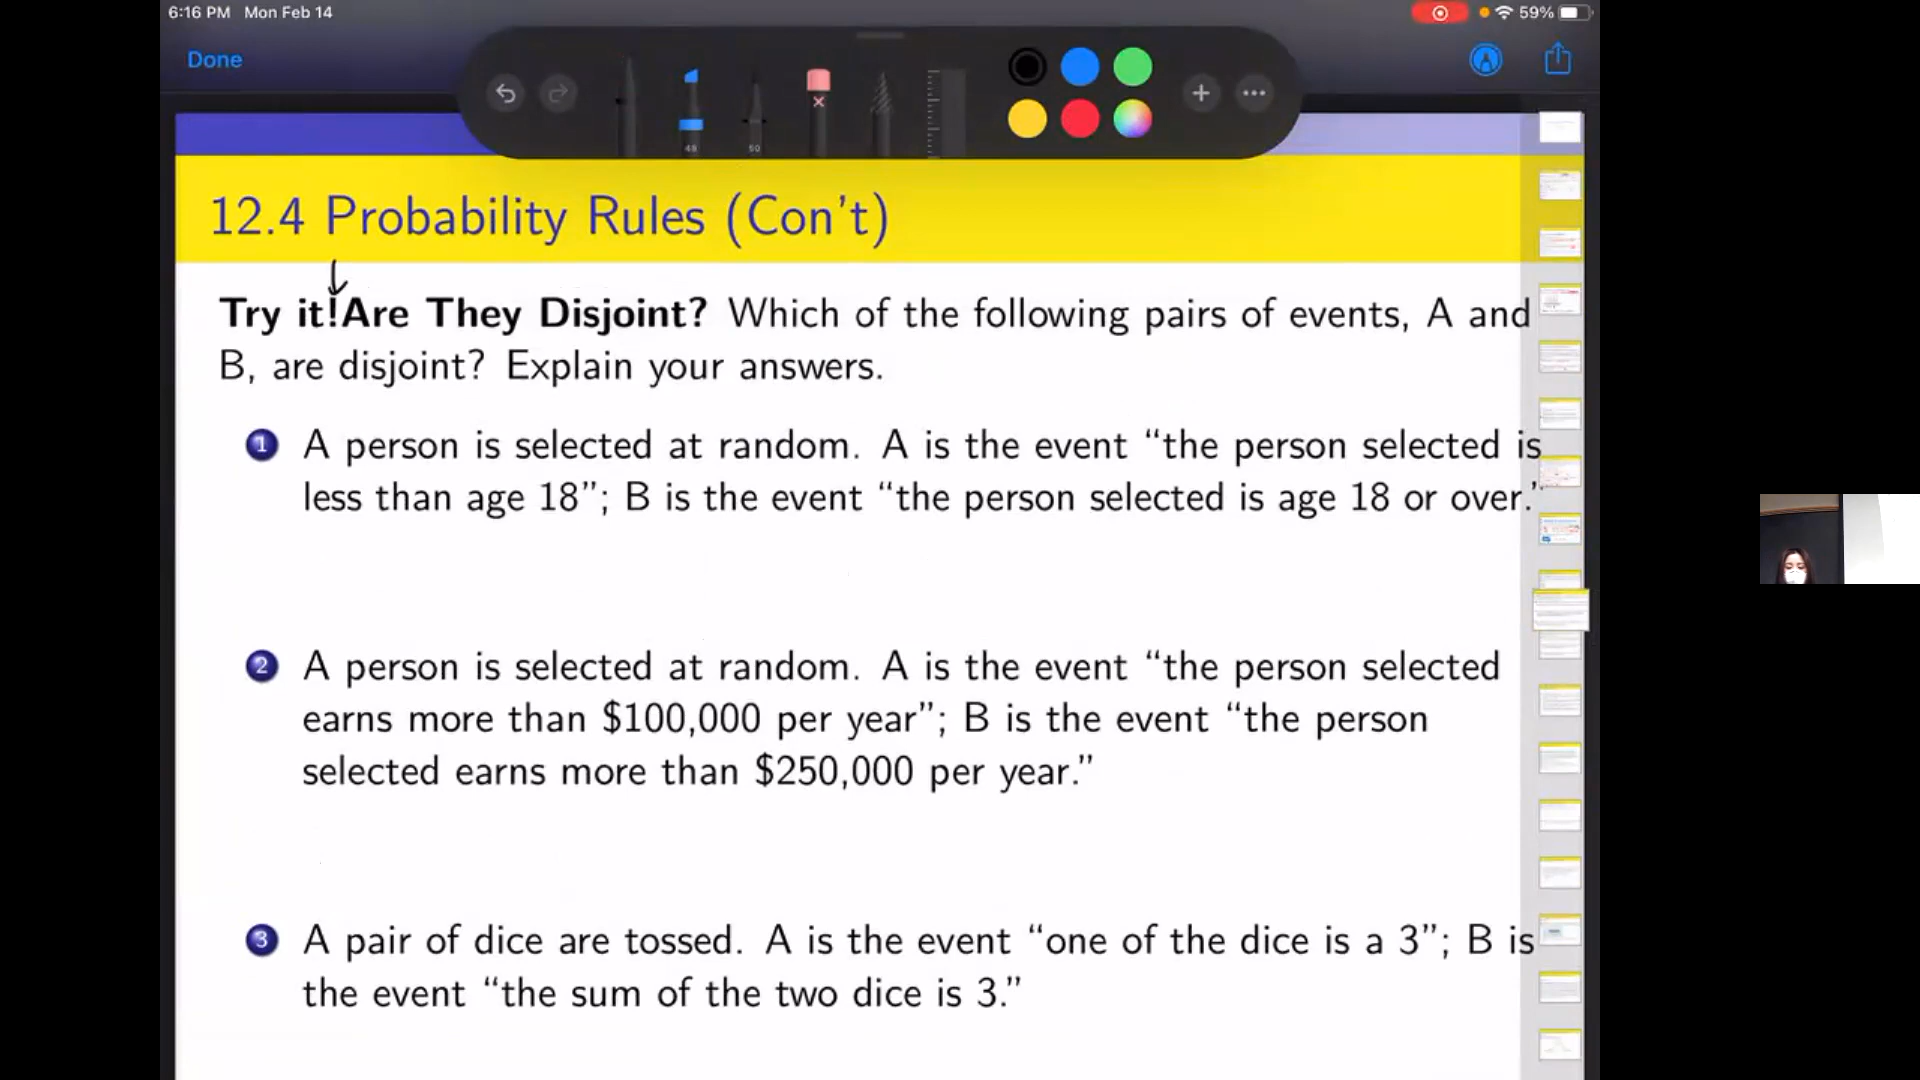 6:16 PM Mon Feb 14
59%
Done
49
50
12.4 Probability Rules (Con't)
Try it!Are They Disjoint? Which of the following pairs of events, A and
B, are disjoint? Explain your answers.
1 A person is selected at random. A is the event “the person selected is
less than age 18”; B is the event “the person selected is age 18 or over.”
2 A person is selected at random. A is the event “the person selected
earns more than $100,000 per year”; B is the event “the person
selected earns more than $250,000 per year.”
3 A pair of dice are tossed. A is the event “one of the dice is a 3”; B is
the event “the sum of the two dice is 3.”